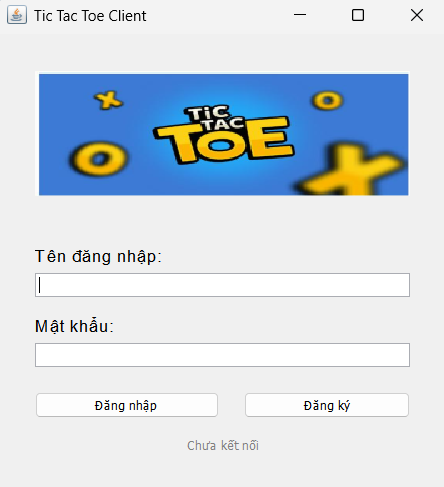 Tic Tac Toe Client
TIC
TAC
TOE
Tên đăng nhập:
Mật khẩu:
Đăng nhập
Đăng ký
Chưa kết nối